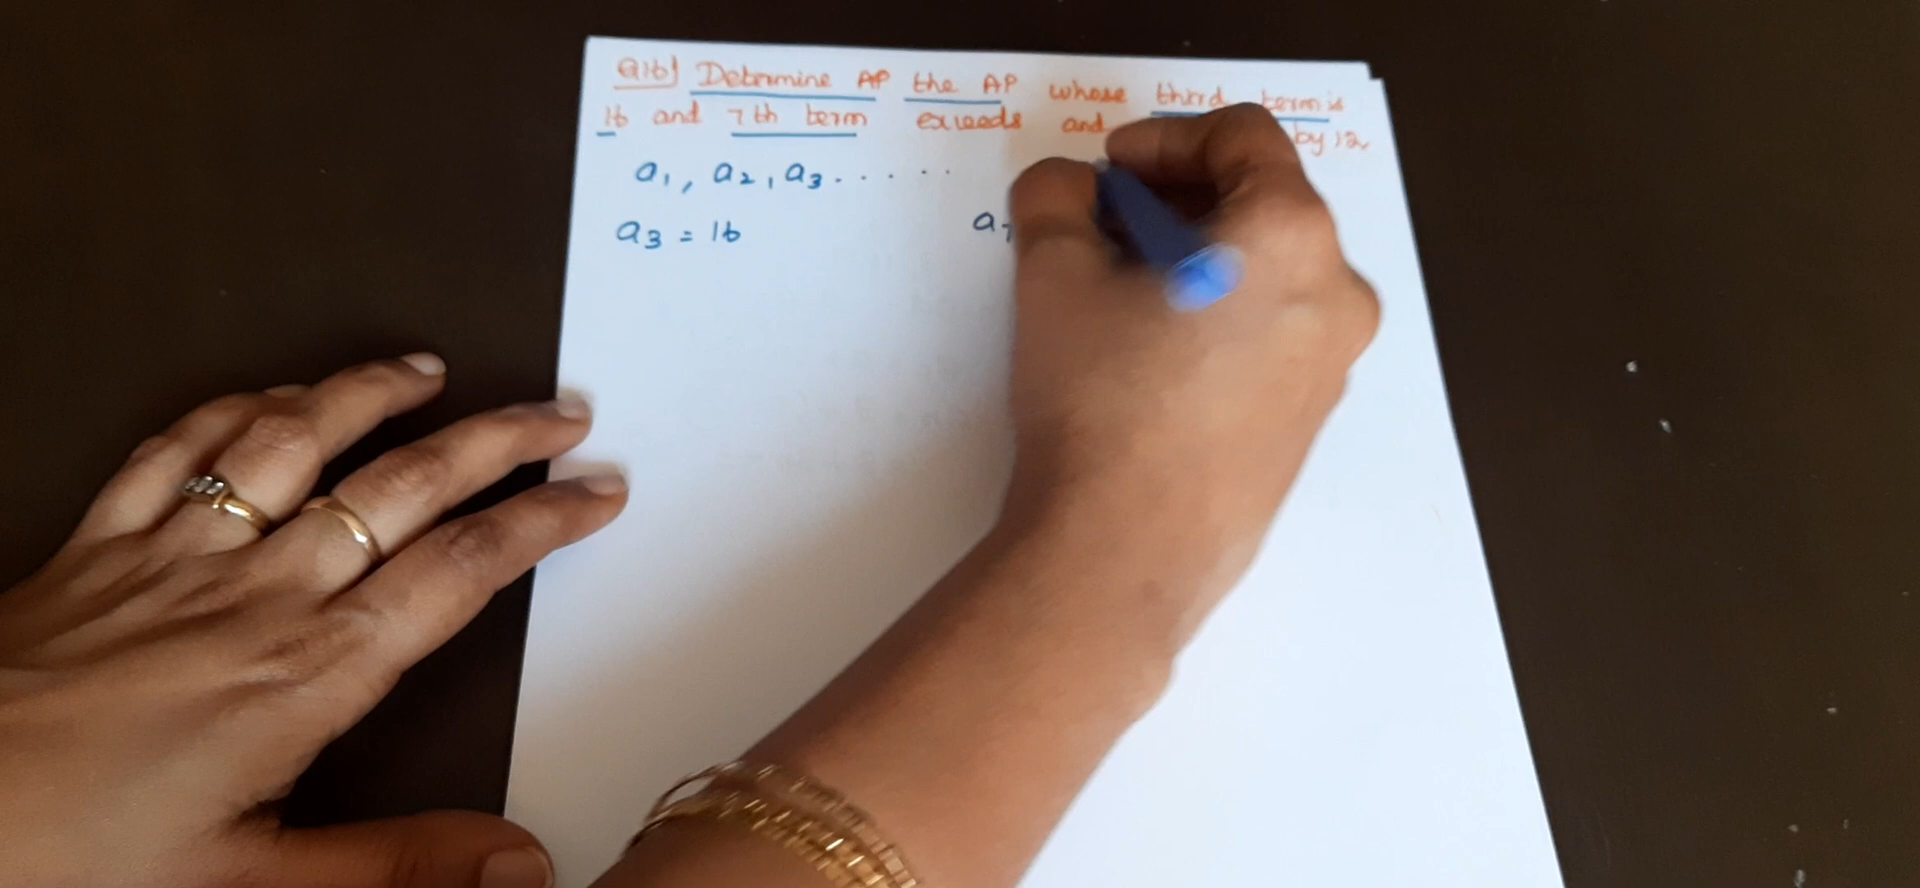 Q16) Determine AP the AP whose third term is
16 and 7th term exceeds and by 12
a1, a2, a3......
a3 = 16 a7